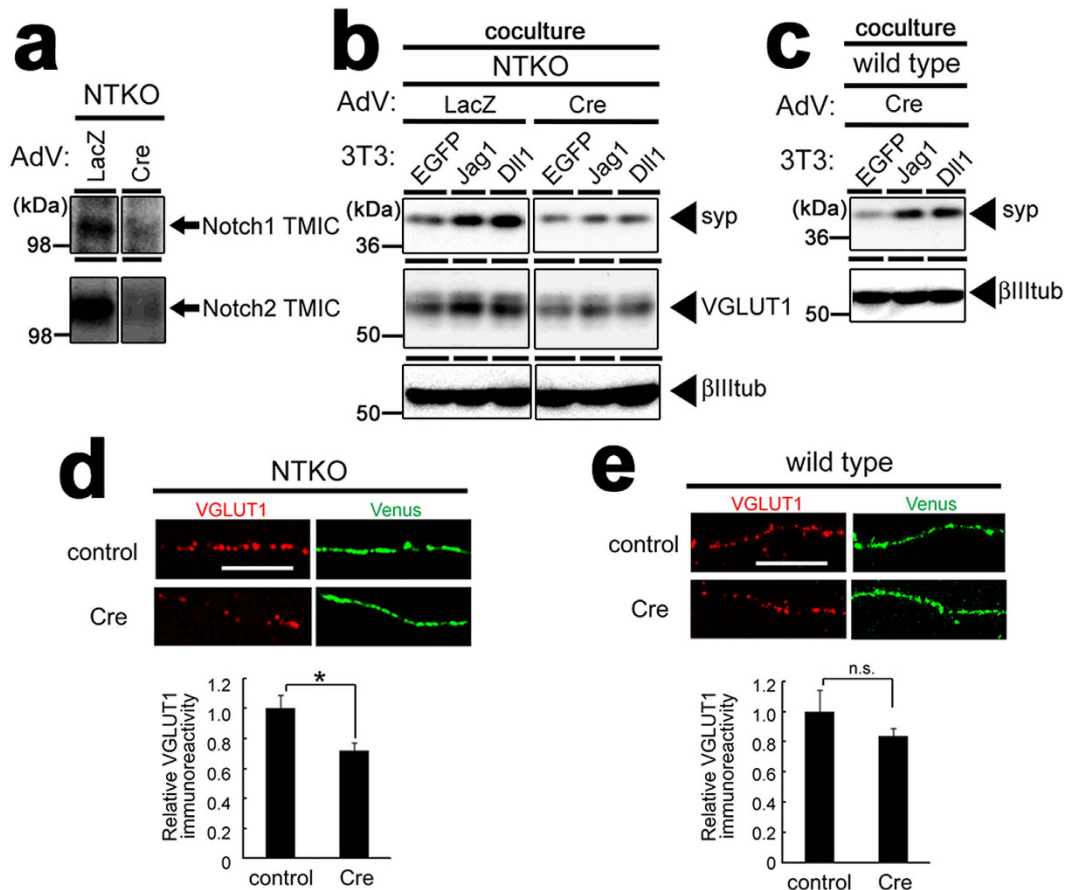 a
NTKO
AdV:
LacZ
Cre
(kDa)
Notch1 TMIC
98
Notch2 TMIC
98
b
coculture
NTKO
AdV:
LacZ
Cre
3T3:
EGFP
Jag1
Dll1
EGFP
Jag1
Dll1
(kDa)
syp
36
VGLUT1
50
βIIItub
50
c
coculture
wild type
AdV:
Cre
3T3:
EGFP
Jag1
Dll1
(kDa)
syp
36
βIIItub
50
d
NTKO
VGLUT1
Venus
control
Cre
Relative VGLUT1
immunoreactivity
1.2
1.0
0.8
0.6
0.4
0.2
0
*
control
Cre
e
wild type
VGLUT1
Venus
control
Cre
Relative VGLUT1
immunoreactivity
1.2
1.0
0.8
0.6
0.4
0.2
0
n.s.
control
Cre